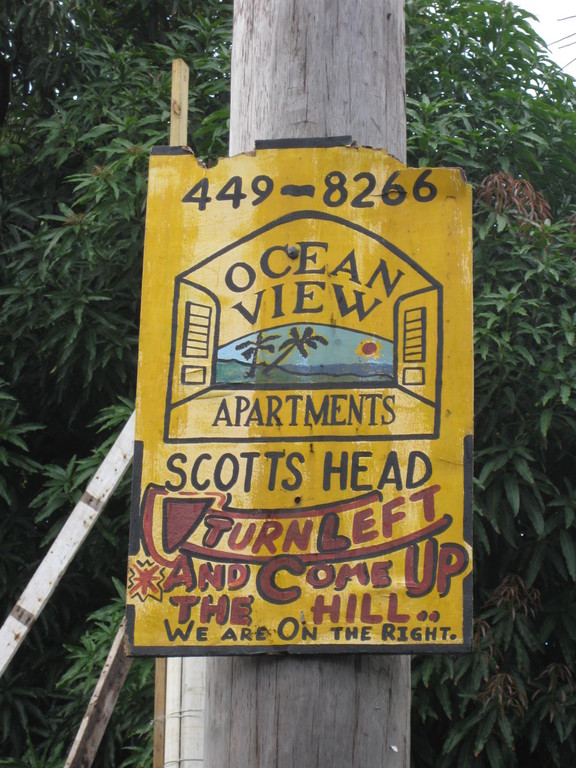 449-8266
OCEAN
VIEW
APARTMENTS
SCOTTS HEAD
TURN LEFT
AND COME UP
THE HILL..
WE ARE ON THE RIGHT.